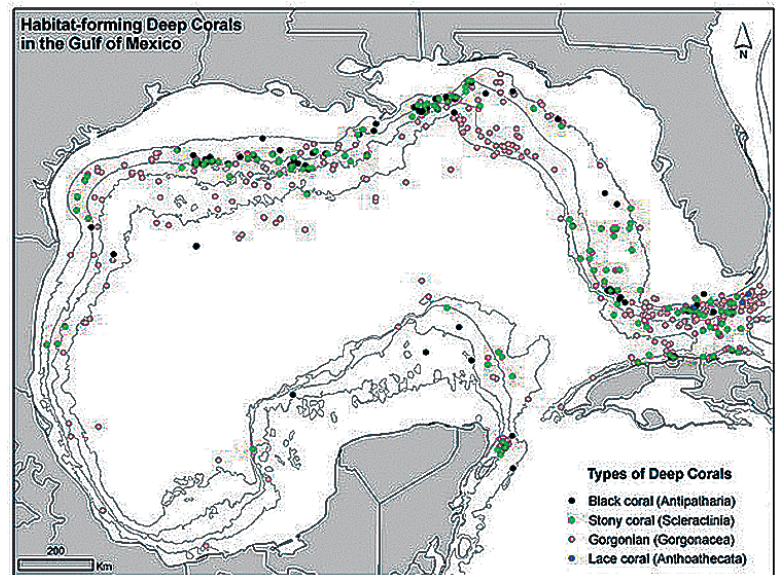 Habitat-forming Deep Corals
in the Gulf of Mexico
N
Types of Deep Corals
Black coral (Antipatharia)
Stony coral (Scleractinia)
Gorgonian (Gorgonacea)
Lace coral (Anthoathecata)
200
Km